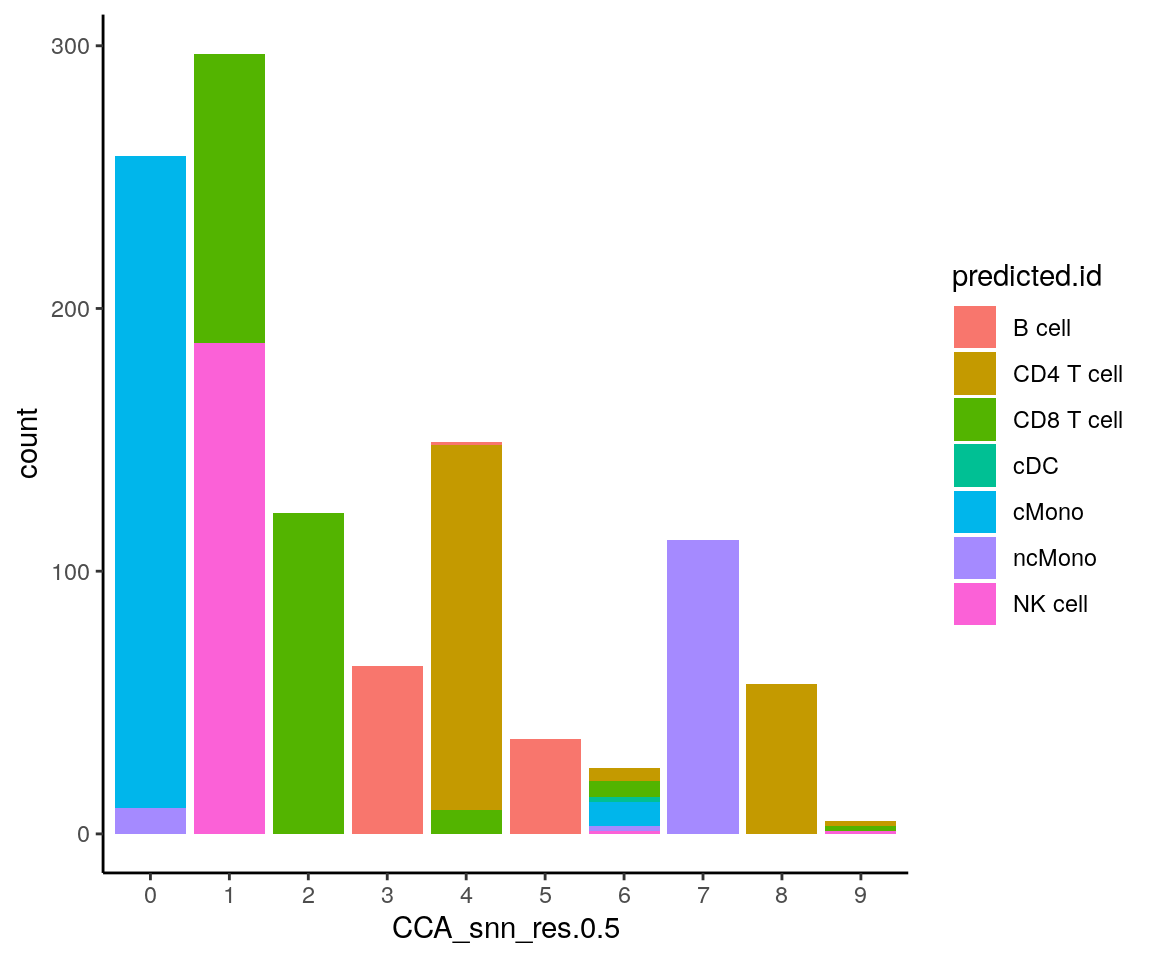 300
200
100
0
count
0 1 2 3 4 5 6 7 8 9
CCA_snn_res.0.5
predicted.id
B cell
CD4 T cell
CD8 T cell
cDC
cMono
ncMono
NK cell